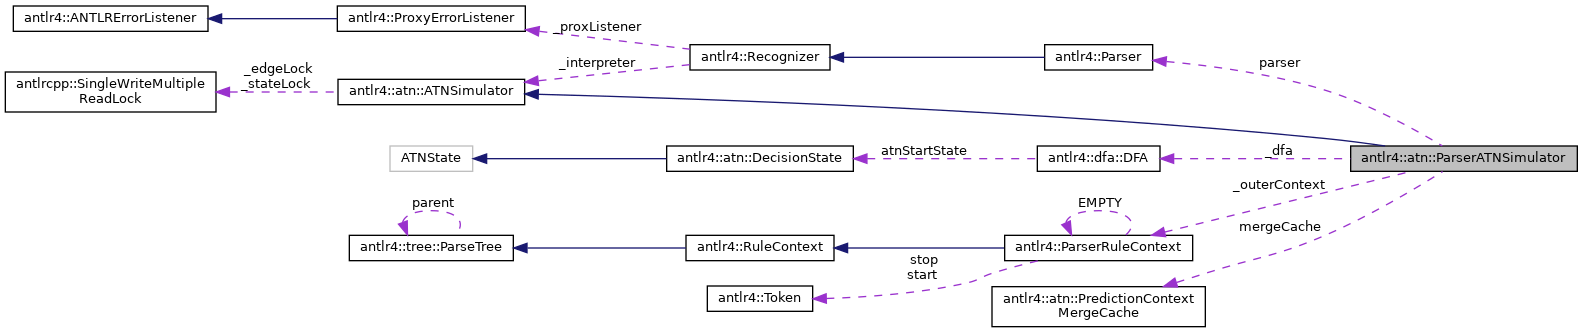 antlr4::ANTLRErrorListener
antlr4::ProxyErrorListener
_proxListener
antlr4::Recognizer
antlr4::Parser
parser
_edgeLock
_stateLock
_interpreter
antlrcpp::SingleWriteMultiple
ReadLock
antlr4::atn::ATNSimulator
ATNState
antlr4::atn::DecisionState
atnStartState
antlr4::dfa::DFA
_dfa
antlr4::atn::ParserATNSimulator
_outerContext
parent
EMPTY
mergeCache
antlr4::tree::ParseTree
antlr4::RuleContext
antlr4::ParserRuleContext
stop
start
antlr4::Token
antlr4::atn::PredictionContext
MergeCache